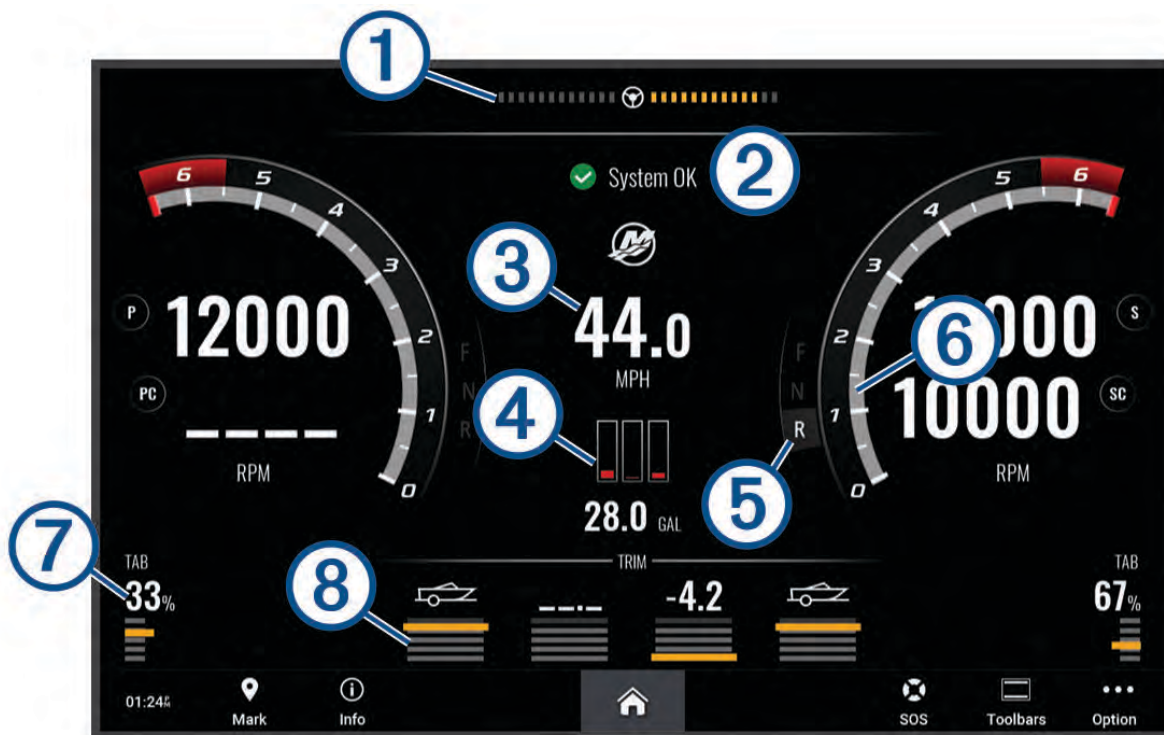 1
2
System OK
6 5 4 3 2 1 0
5 6 4 3 2 1 0
3
P
12000
44.0
MPH
6
S
PC
RPM
F
N
R
F
N
R
10000
SC
RPM
4
5
28.0 GAL
7
TAB
33%
8
TRIM
--.-
-4.2
TAB
67%
01:24
Mark
Info
SOS
Toolbars
Option